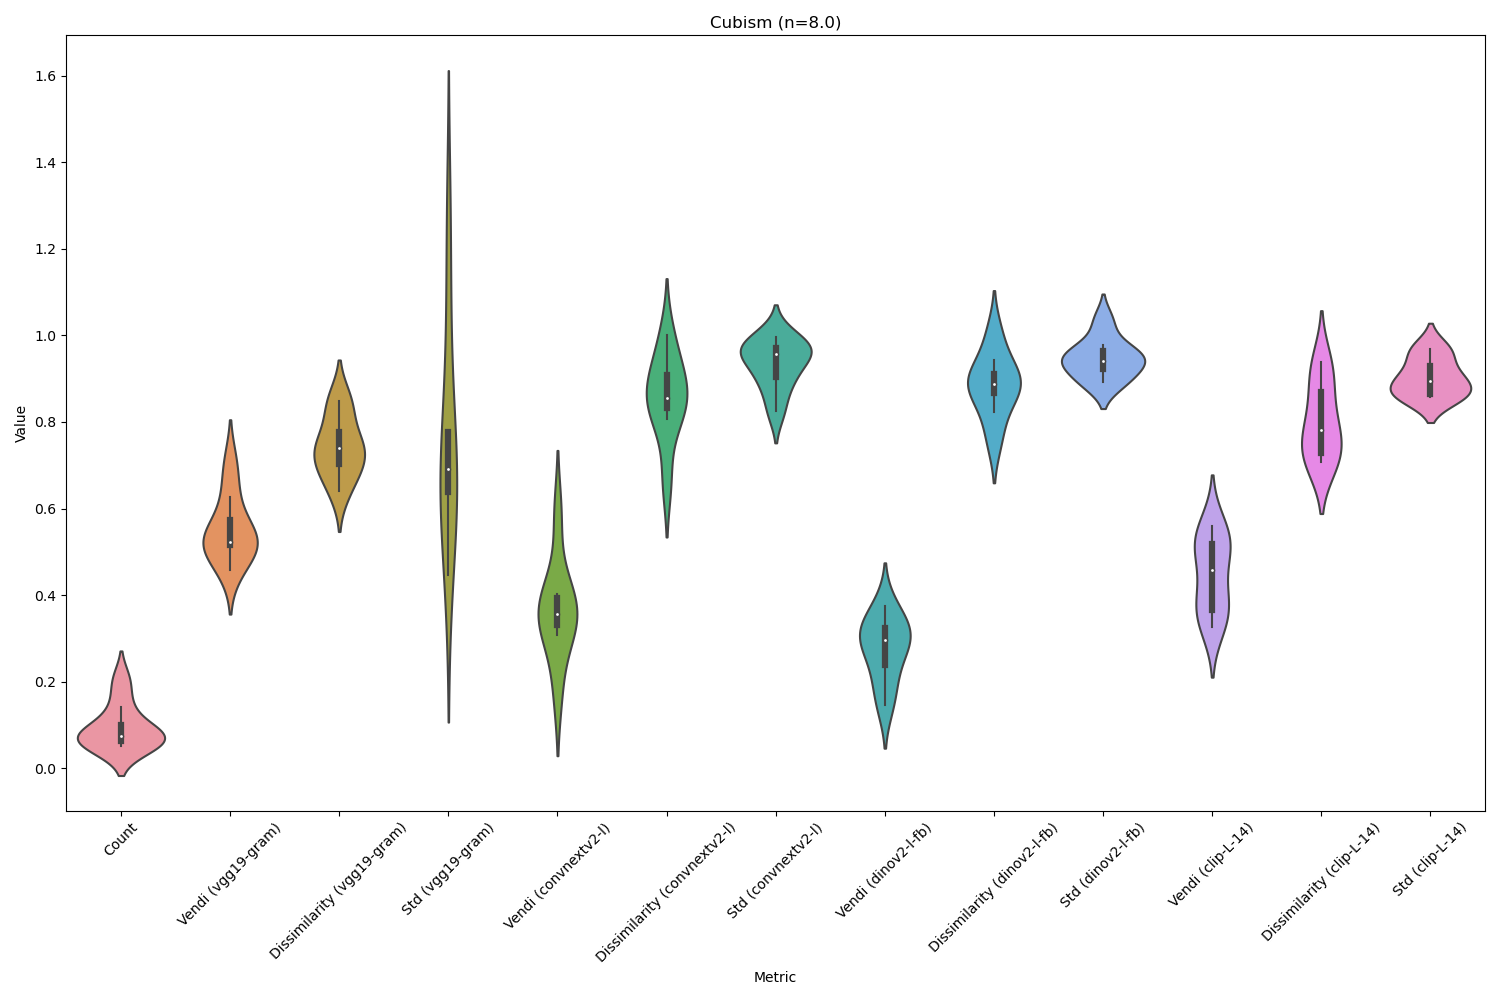 Cubism (n=8.0)
Value
1.6
1.4
1.2
1.0
0.8
0.6
0.4
0.2
0.0
Count
Vendi (vgg19-gram)
Dissimilarity (vgg19-gram)
Std (vgg19-gram)
Vendi (convnextv2-l)
Dissimilarity (convnextv2-l)
Std (convnextv2-l)
Vendi (dinov2-l-fb)
Dissimilarity (dinov2-l-fb)
Std (dinov2-l-fb)
Vendi (clip-L-14)
Dissimilarity (clip-L-14)
Std (clip-L-14)
Metric